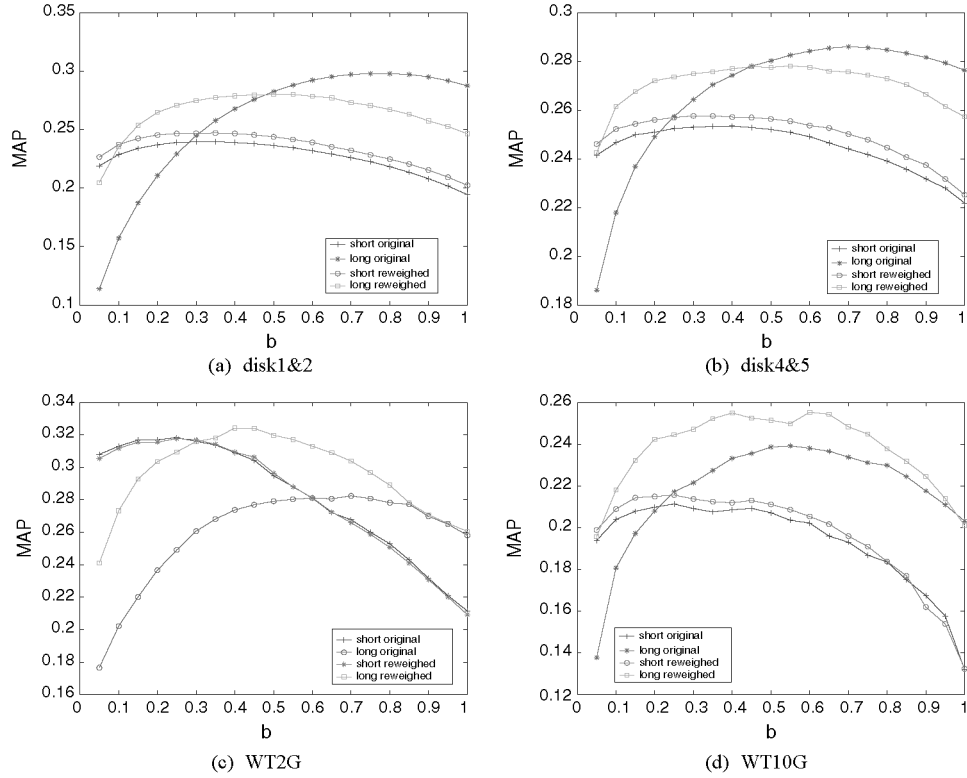 0.35
0.3
0.25
0.2
0.15
0.1
MAP
short original
long original
short reweighed
long reweighed
0 0.1 0.2 0.3 0.4 0.5 0.6 0.7 0.8 0.9 1
b
(a) disk1&2
0.3
0.28
0.26
0.24
0.22
0.2
0.18
MAP
short original
long original
short reweighed
long reweighed
0 0.1 0.2 0.3 0.4 0.5 0.6 0.7 0.8 0.9 1
b
(b) disk4&5
0.34
0.32
0.3
0.28
0.26
0.24
0.22
0.2
0.18
0.16
MAP
short original
long original
short reweighed
long reweighed
0 0.1 0.2 0.3 0.4 0.5 0.6 0.7 0.8 0.9 1
b
(c) WT2G
0.26
0.24
0.22
0.2
0.18
0.16
0.14
0.12
MAP
short original
long original
short reweighed
long reweighed
0 0.1 0.2 0.3 0.4 0.5 0.6 0.7 0.8 0.9 1
b
(d) WT10G